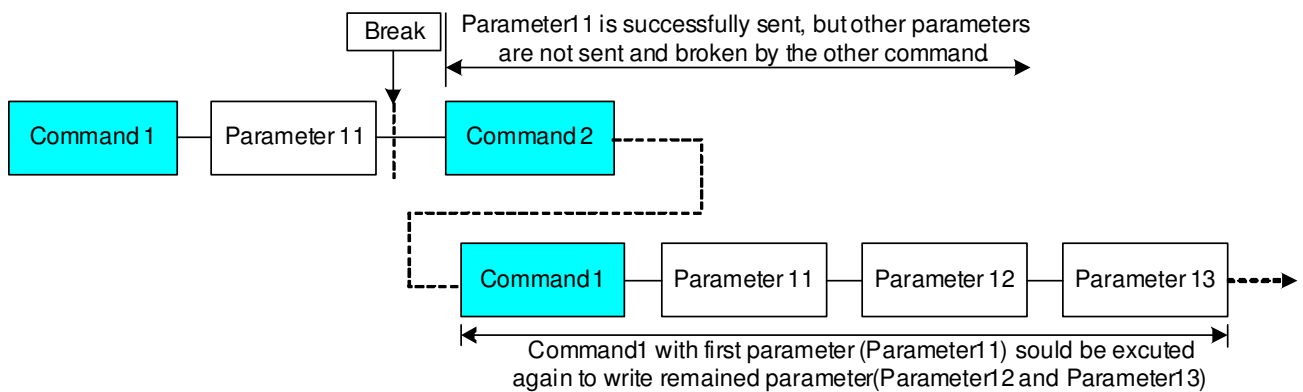 Break
Parameter11 is successfully sent, but other parameters
are not sent and broken by the other command.
Command 1
Parameter 11
Command 2
Command1
Parameter 11
Parameter 12
Parameter 13
Command1 with first parameter (Parameter11) sould be excuted
again to write remained parameter(Parameter12 and Parameter13)